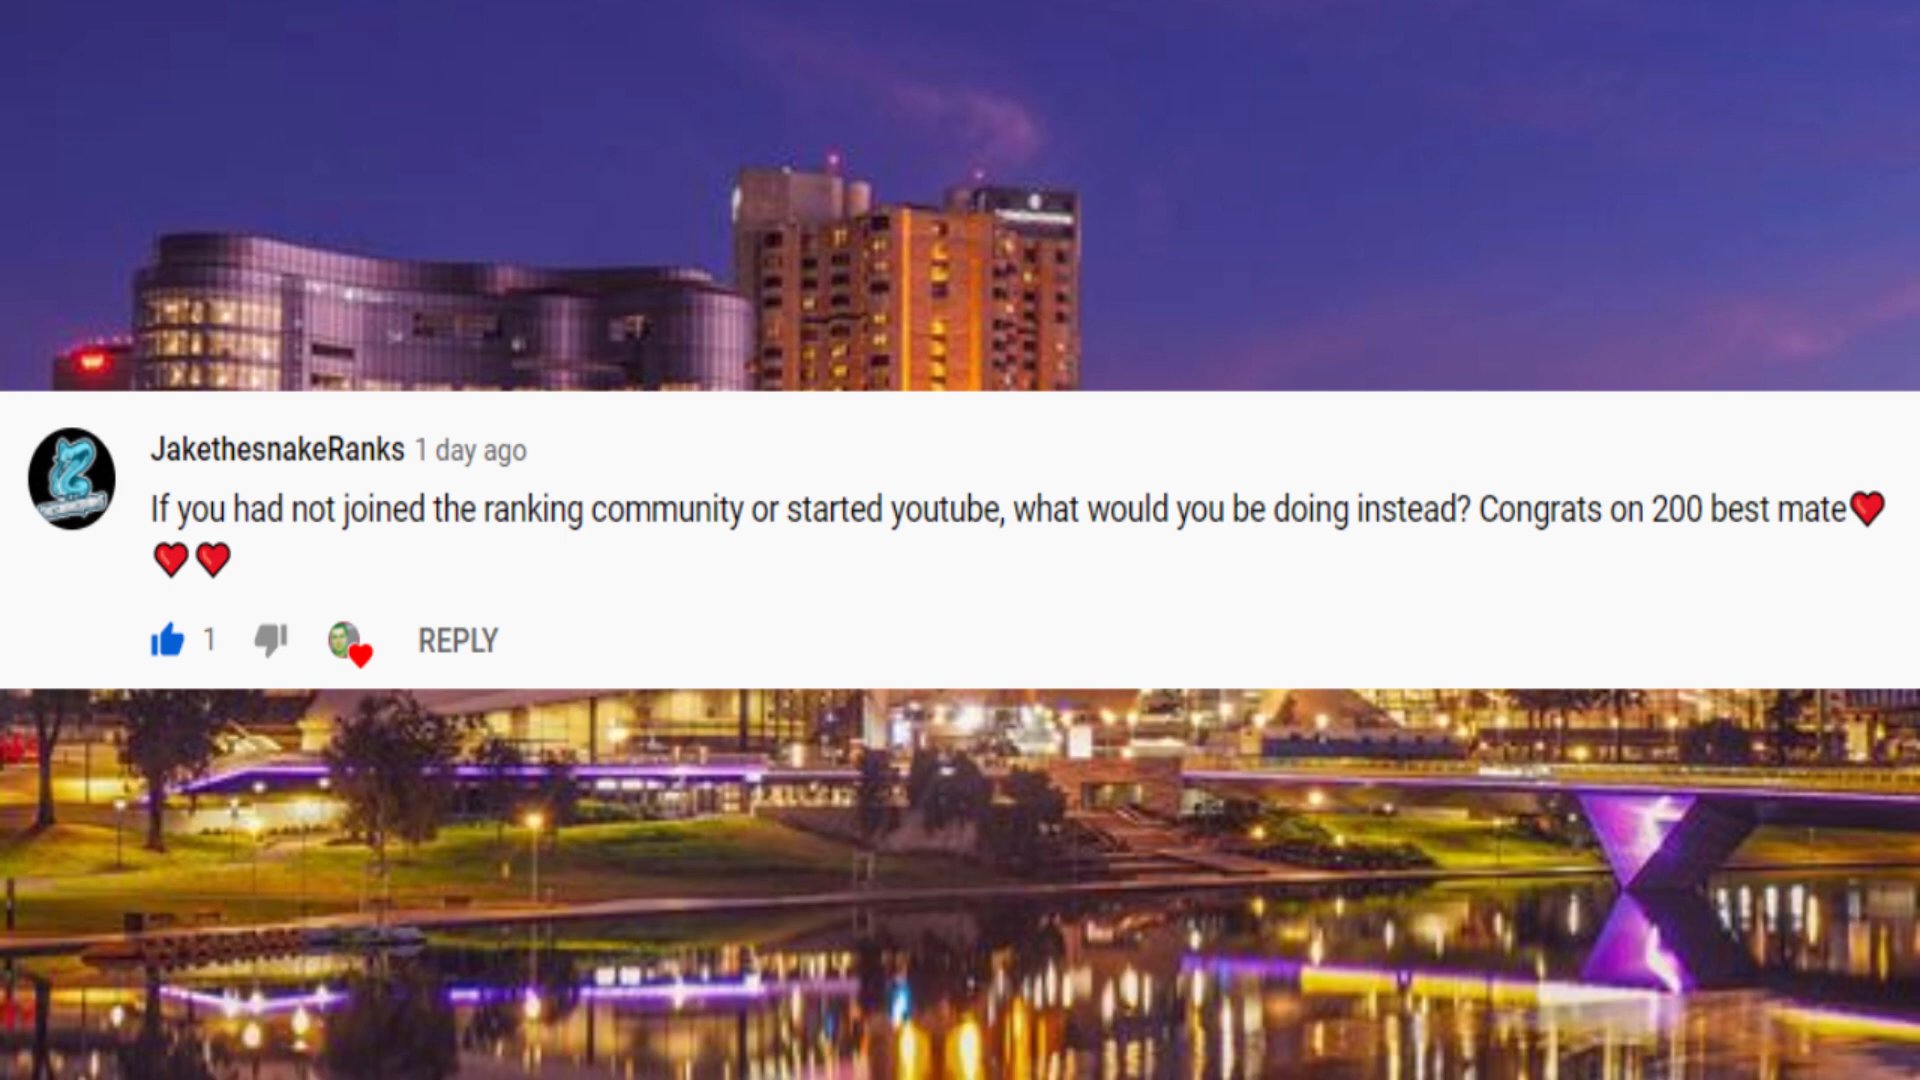 JakethesnakeRanks 1 day ago
If you had not joined the ranking community or started youtube, what would you be doing instead? Congrats on 200 best mate❤️
❤️❤️
1 REPLY